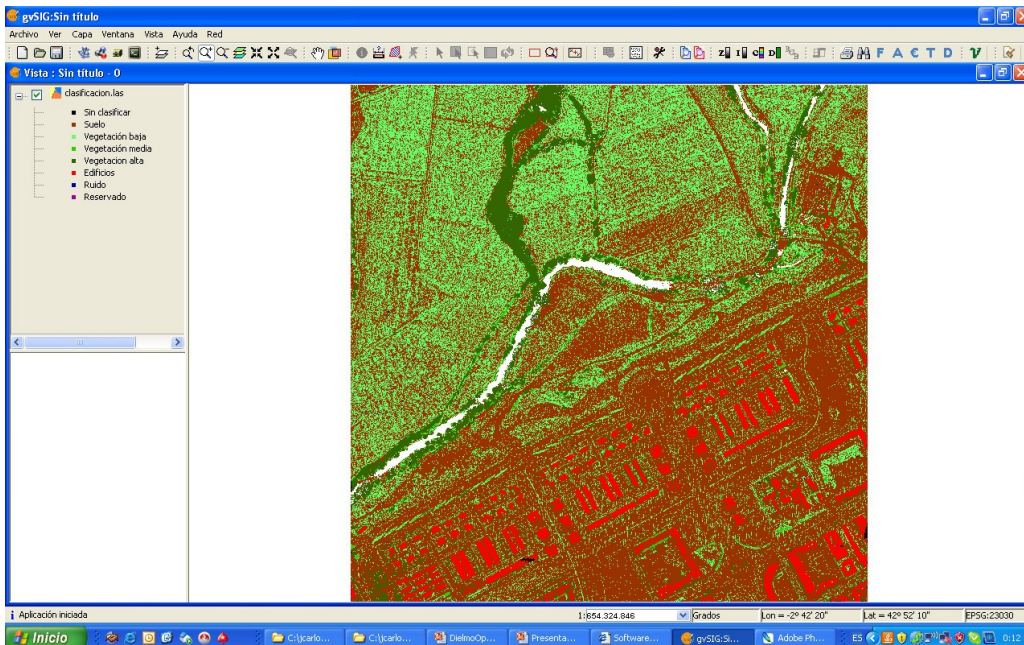 gvSIG:Sin título
Archivo Ver Capa Ventana Vista Ayuda Red
F A C T D
Vista : Sin título - 0
clasificacion.las
Sin clasificar
Suelo
Vegetación baja
Vegetación media
Vegetacion alta
Edificios
Ruido
Reservado
Aplicación iniciada
1:654.324.846
Grados
Lon = -2º 42' 20"
Lat = 42º 52' 10"
EPSG:23030
Inicio
C:\jcarlo...
C:\jcarlo...
DielmoOp...
Presenta...
Software...
gvSIG:Si...
Adobe Ph...
ES
0:12